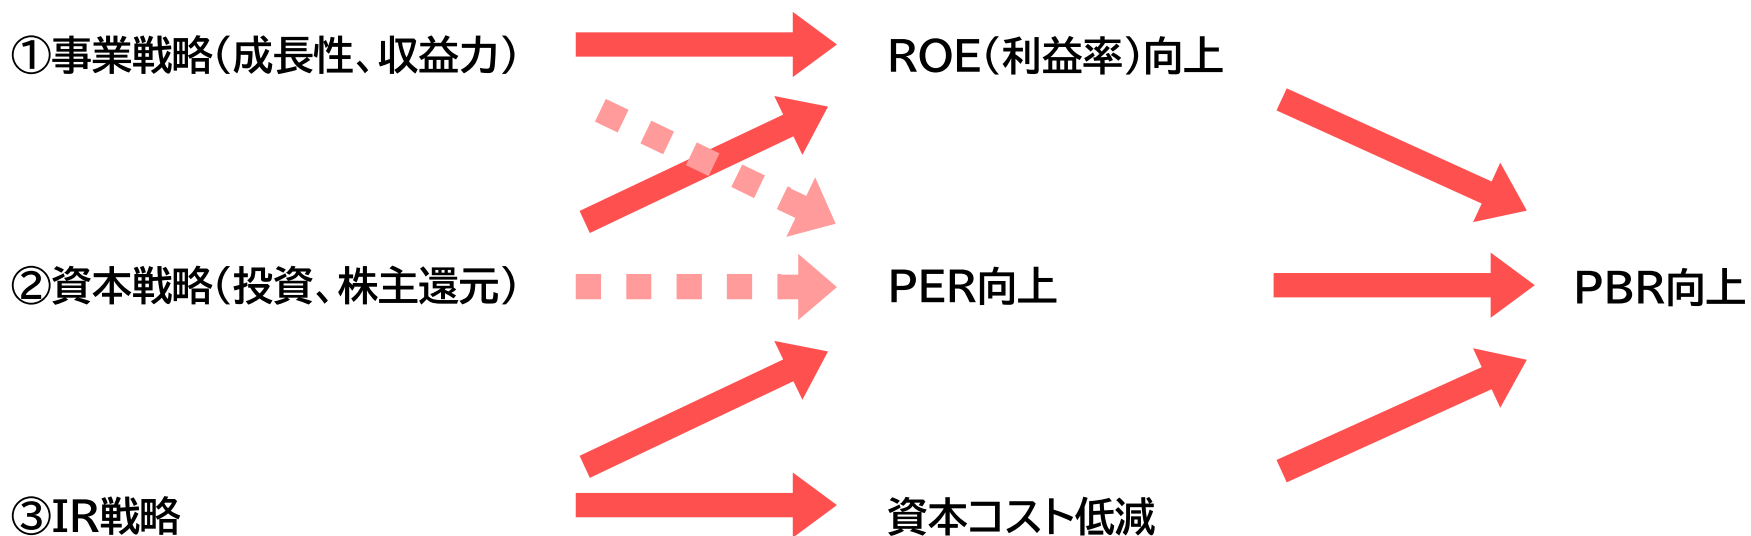 ①事業戦略(成長性、収益力)
ROE(利益率)向上
②資本戦略(投資、株主還元)
PER向上
PBR向上
③IR戦略
資本コスト低減